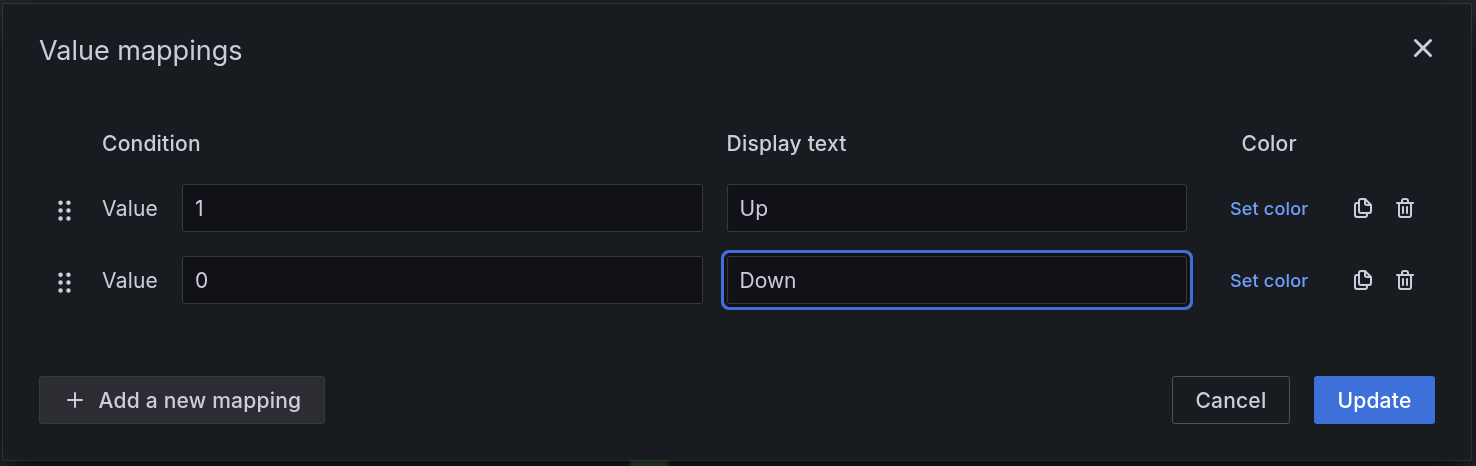 Value mappings
Condition Display text Color
Value 1 Up Set color
Value 0 Down Set color
Add a new mapping Cancel Update